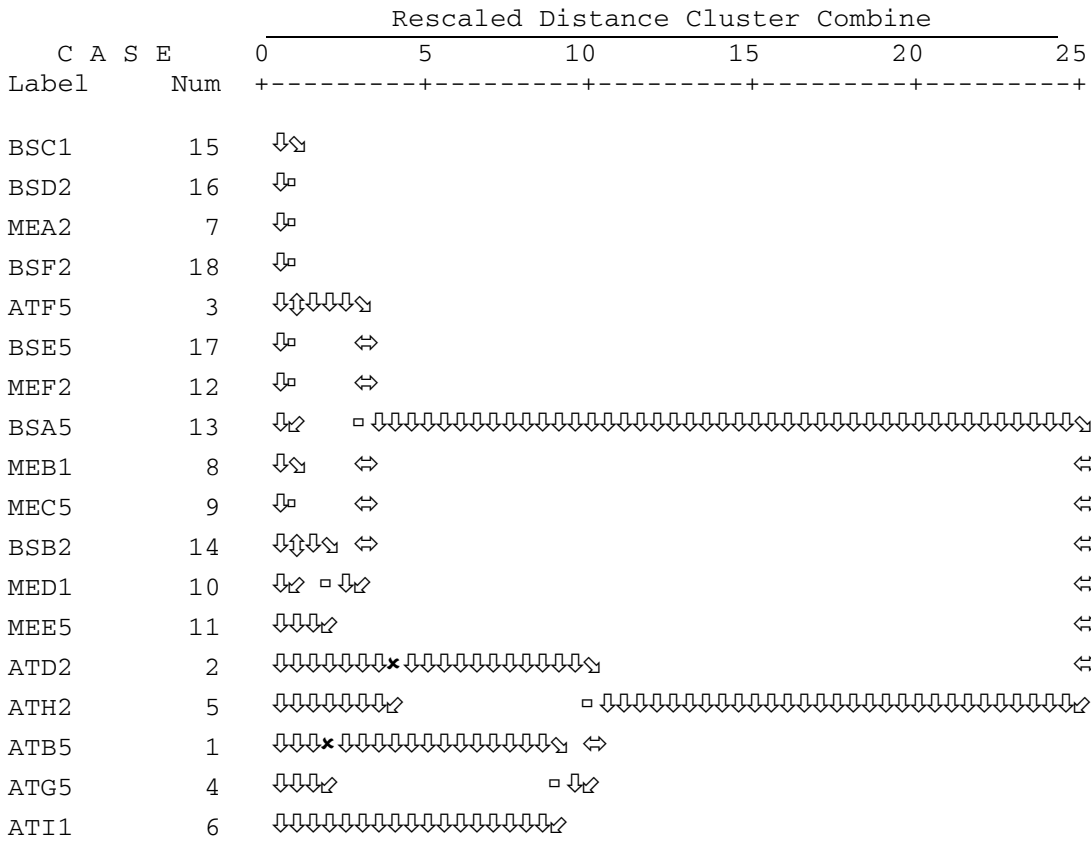 Rescaled Distance Cluster Combine
C A S E 0 5 10 15 20 25
Label Num +---------+---------+---------+---------+---------+
BSC1 15 ⇩⬂
BSD2 16 ⇩▫
MEA2 7 ⇩▫
BSF2 18 ⇩▫
ATF5 3 ⇩⇳⇩⇩⇩⬂
BSE5 17 ⇩▫ ⬄
MEF2 12 ⇩▫ ⬄
BSA5 13 ⇩⬃ ▫⇩⇩⇩⇩⇩⇩⇩⇩⇩⇩⇩⇩⇩⇩⇩⇩⇩⇩⇩⇩⇩⇩⇩⇩⇩⇩⇩⇩⇩⇩⇩⇩⇩⇩⇩⇩⇩⇩⇩⇩⇩⇩⇩⬂
MEB1 8 ⇩⬂ ⬄ ⬄
MEC5 9 ⇩▫ ⬄ ⬄
BSB2 14 ⇩⇳⇩⬂ ⬄ ⬄
MED1 10 ⇩⬃ ▫⇩⬃ ⬄
MEE5 11 ⇩⇩⇩⬃ ⬄
ATD2 2 ⇩⇩⇩⇩⇩⇩⇩✖⇩⇩⇩⇩⇩⇩⇩⇩⇩⇩⇩⬂ ⬄
ATH2 5 ⇩⇩⇩⇩⇩⇩⇩⬃ ▫⇩⇩⇩⇩⇩⇩⇩⇩⇩⇩⇩⇩⇩⇩⇩⇩⇩⇩⇩⇩⇩⇩⇩⇩⇩⇩⇩⇩⇩⬃
ATB5 1 ⇩⇩⇩✖⇩⇩⇩⇩⇩⇩⇩⇩⇩⇩⇩⇩⇩⬂ ⬄
ATG5 4 ⇩⇩⇩⬃ ▫⇩⬃
ATI1 6 ⇩⇩⇩⇩⇩⇩⇩⇩⇩⇩⇩⇩⇩⇩⇩⇩⇩⬃